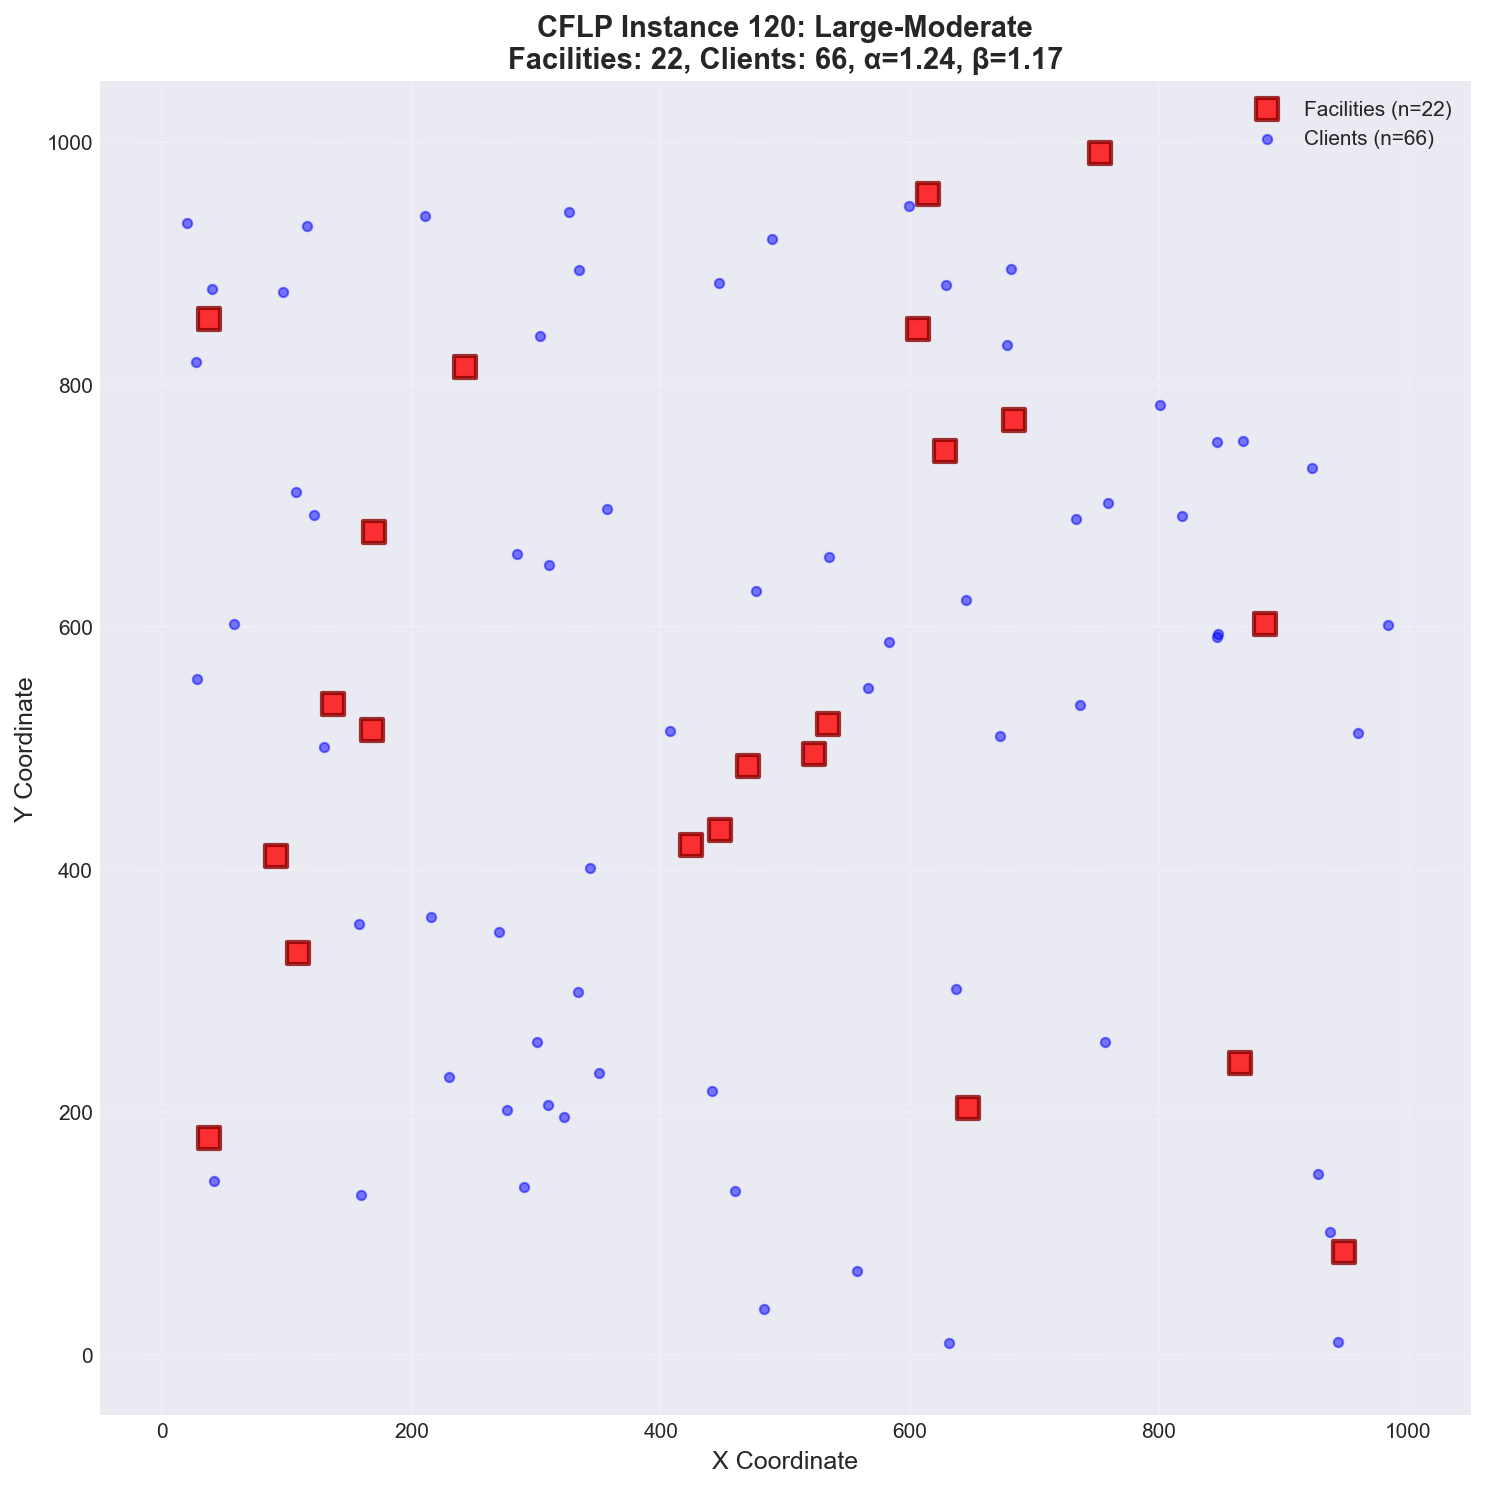 CFLP Instance 120: Large-Moderate
Facilities: 22, Clients: 66, α=1.24, β=1.17
Facilities (n=22)
Clients (n=66)
1000
800
600
400
200
0
Y Coordinate
0 200 400 600 800 1000
X Coordinate